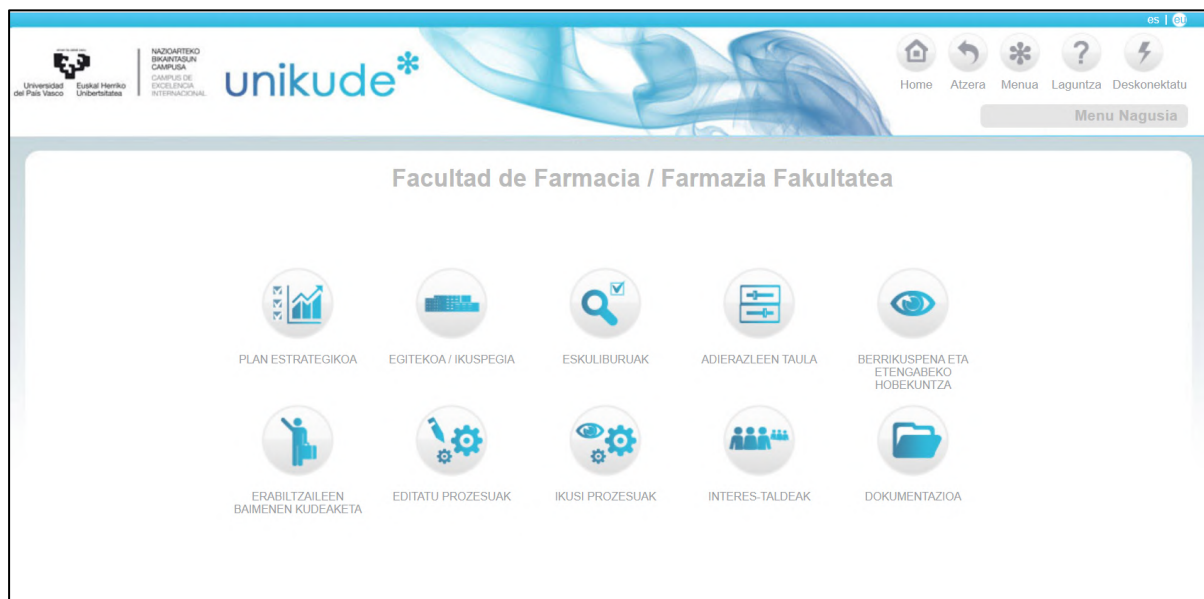 es | eu
Universidad del País Vasco
Euskal Herriko Unibertsitatea
NAZIOARTEKO
BIKAINTASUN
CAMPUSA
CAMPUS DE
EXCELENCIA
INTERNACIONAL
unikude*
Home Atzera Menua Laguntza Deskonektatu
Menu Nagusia
Facultad de Farmacia / Farmazia Fakultatea
PLAN ESTRATEGIKOA
EGITEKOA / IKUSPEGIA
ESKULIBURUAK
ADIERAZLEEN TAULA
BERRIKUSPENA ETA
ETENGABEKO
HOBEKUNTZA
ERABILTZAILEEN
BAIMENEN KUDEAKETA
EDITATU PROZESUAK
IKUSI PROZESUAK
INTERES-TALDEAK
DOKUMENTAZIOA